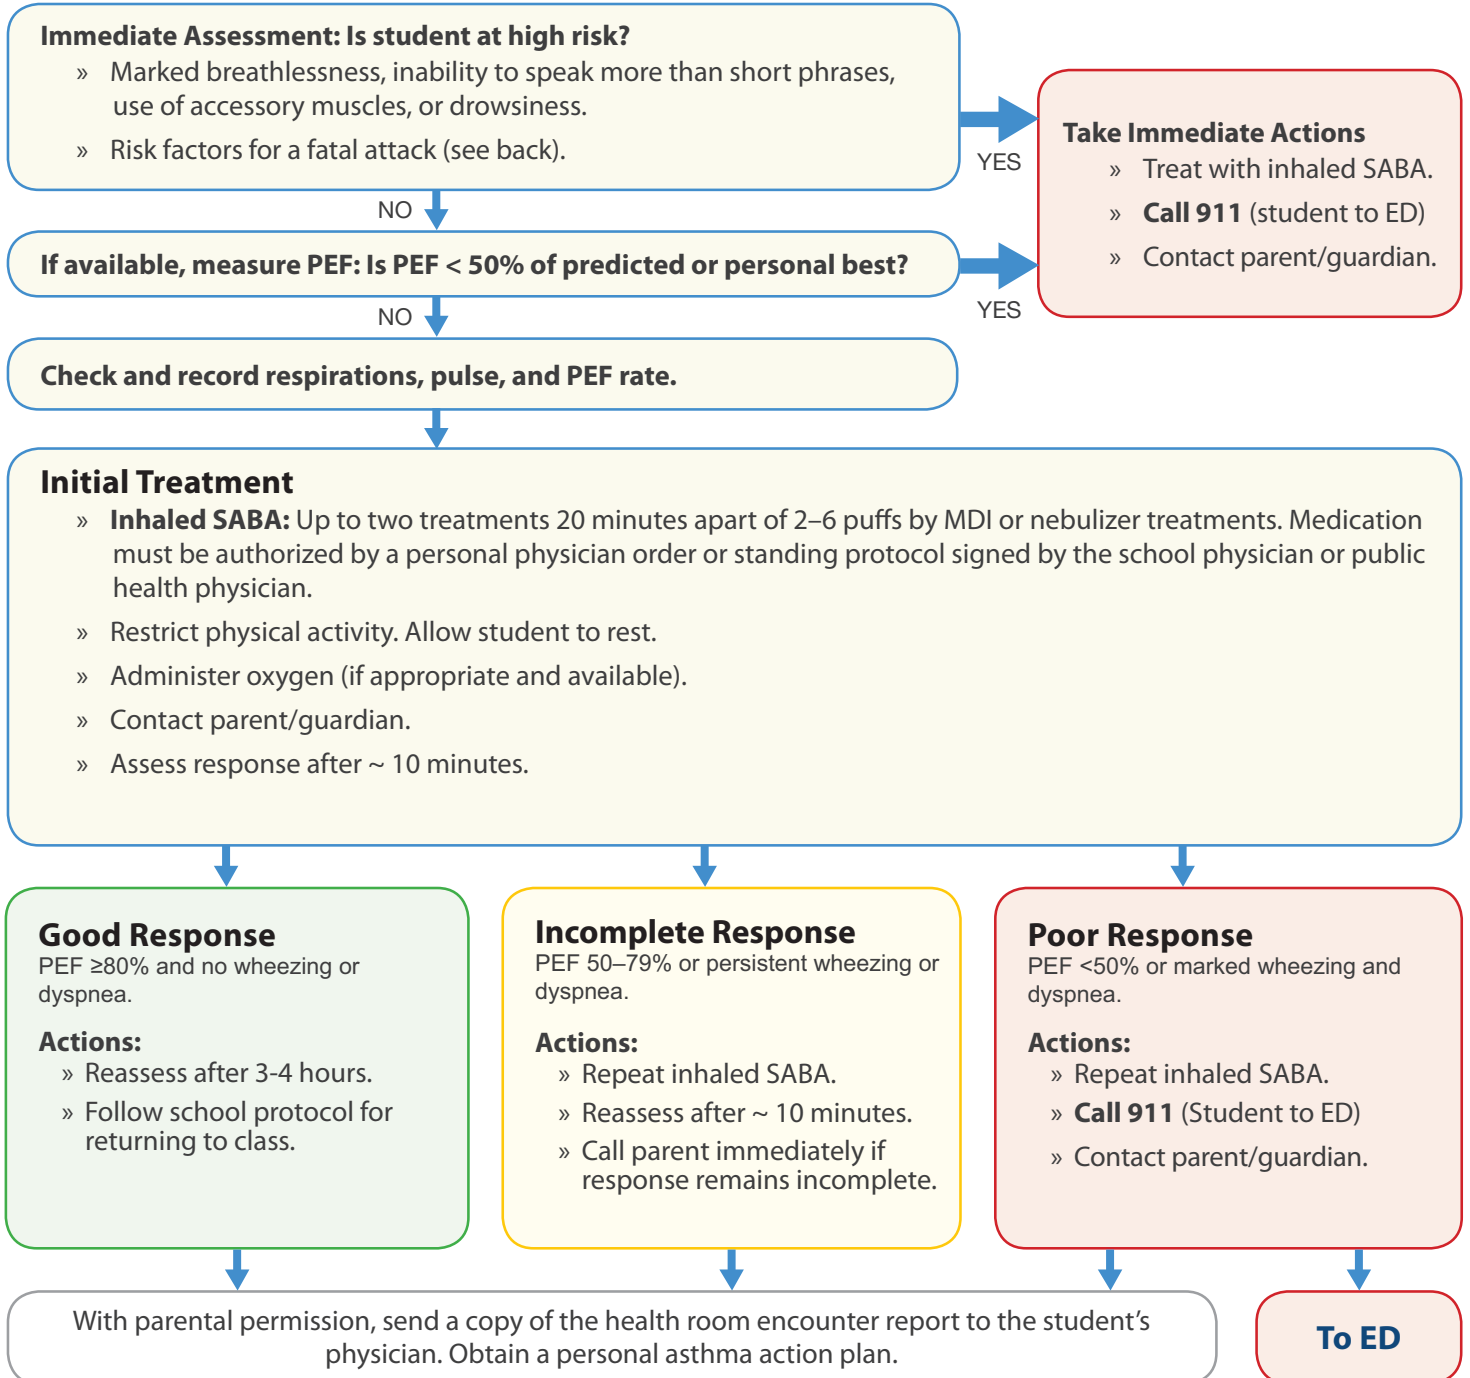 Immediate Assessment: Is student at high risk?
» Marked breathlessness, inability to speak more than short phrases,
use of accessory muscles, or drowsiness.
» Risk factors for a fatal attack (see back).
YES
Take Immediate Actions
» Treat with inhaled SABA.
» Call 911 (student to ED)
» Contact parent/guardian.
NO
If available, measure PEF: Is PEF < 50% of predicted or personal best?
YES
NO
Check and record respirations, pulse, and PEF rate.
Initial Treatment
» Inhaled SABA: Up to two treatments 20 minutes apart of 2–6 puffs by MDI or nebulizer treatments. Medication
must be authorized by a personal physician order or standing protocol signed by the school physician or public
health physician.
» Restrict physical activity. Allow student to rest.
» Administer oxygen (if appropriate and available).
» Contact parent/guardian.
» Assess response after ~ 10 minutes.
Good Response
PEF ≥80% and no wheezing or
dyspnea.
Actions:
» Reassess after 3-4 hours.
» Follow school protocol for
returning to class.
Incomplete Response
PEF 50–79% or persistent wheezing or
dyspnea.
Actions:
» Repeat inhaled SABA.
» Reassess after ~ 10 minutes.
» Call parent immediately if
response remains incomplete.
Poor Response
PEF <50% or marked wheezing and
dyspnea.
Actions:
» Repeat inhaled SABA.
» Call 911 (Student to ED)
» Contact parent/guardian.
With parental permission, send a copy of the health room encounter report to the student’s
physician. Obtain a personal asthma action plan.
To ED